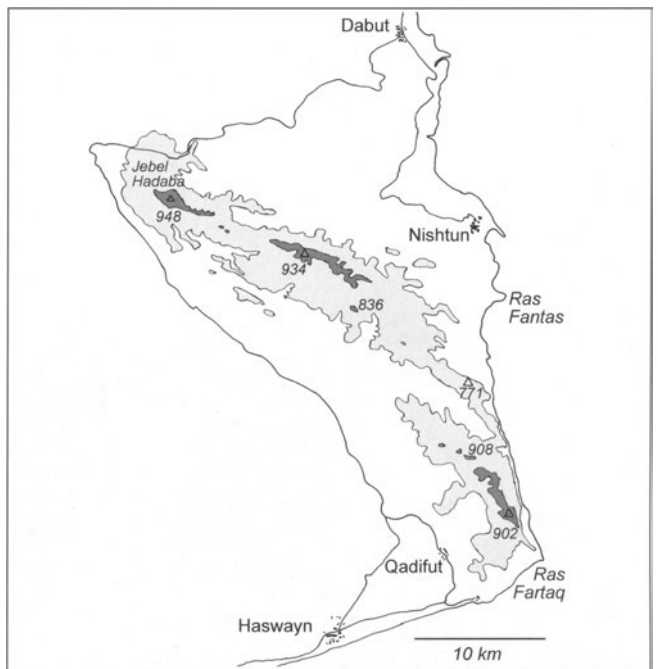 Dabut
Jebel
Hadaba
948
Nishtun
934
836
Ras
Fantas
771
908
902
Qadifut
Ras
Fartaq
Haswayn
10 km